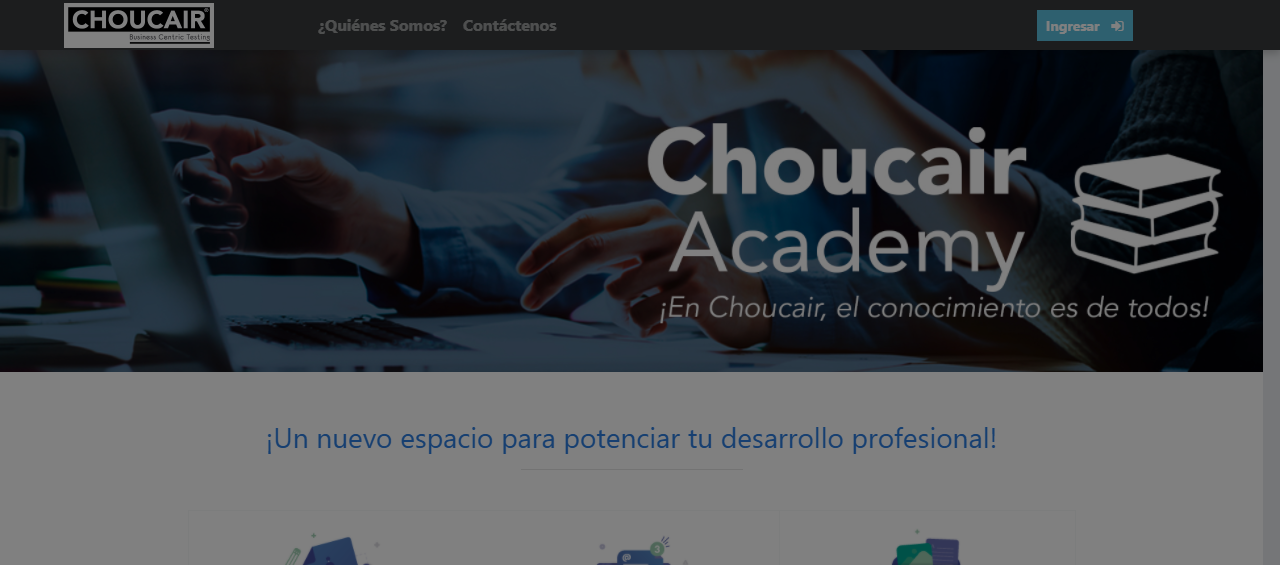 CHOUCAIR®
Business Centric Testing
¿Quiénes Somos?
Contáctenos
Ingresar
Choucair
Academy
¡En Choucair, el conocimiento es de todos!
¡Un nuevo espacio para potenciar tu desarrollo profesional!
@
3